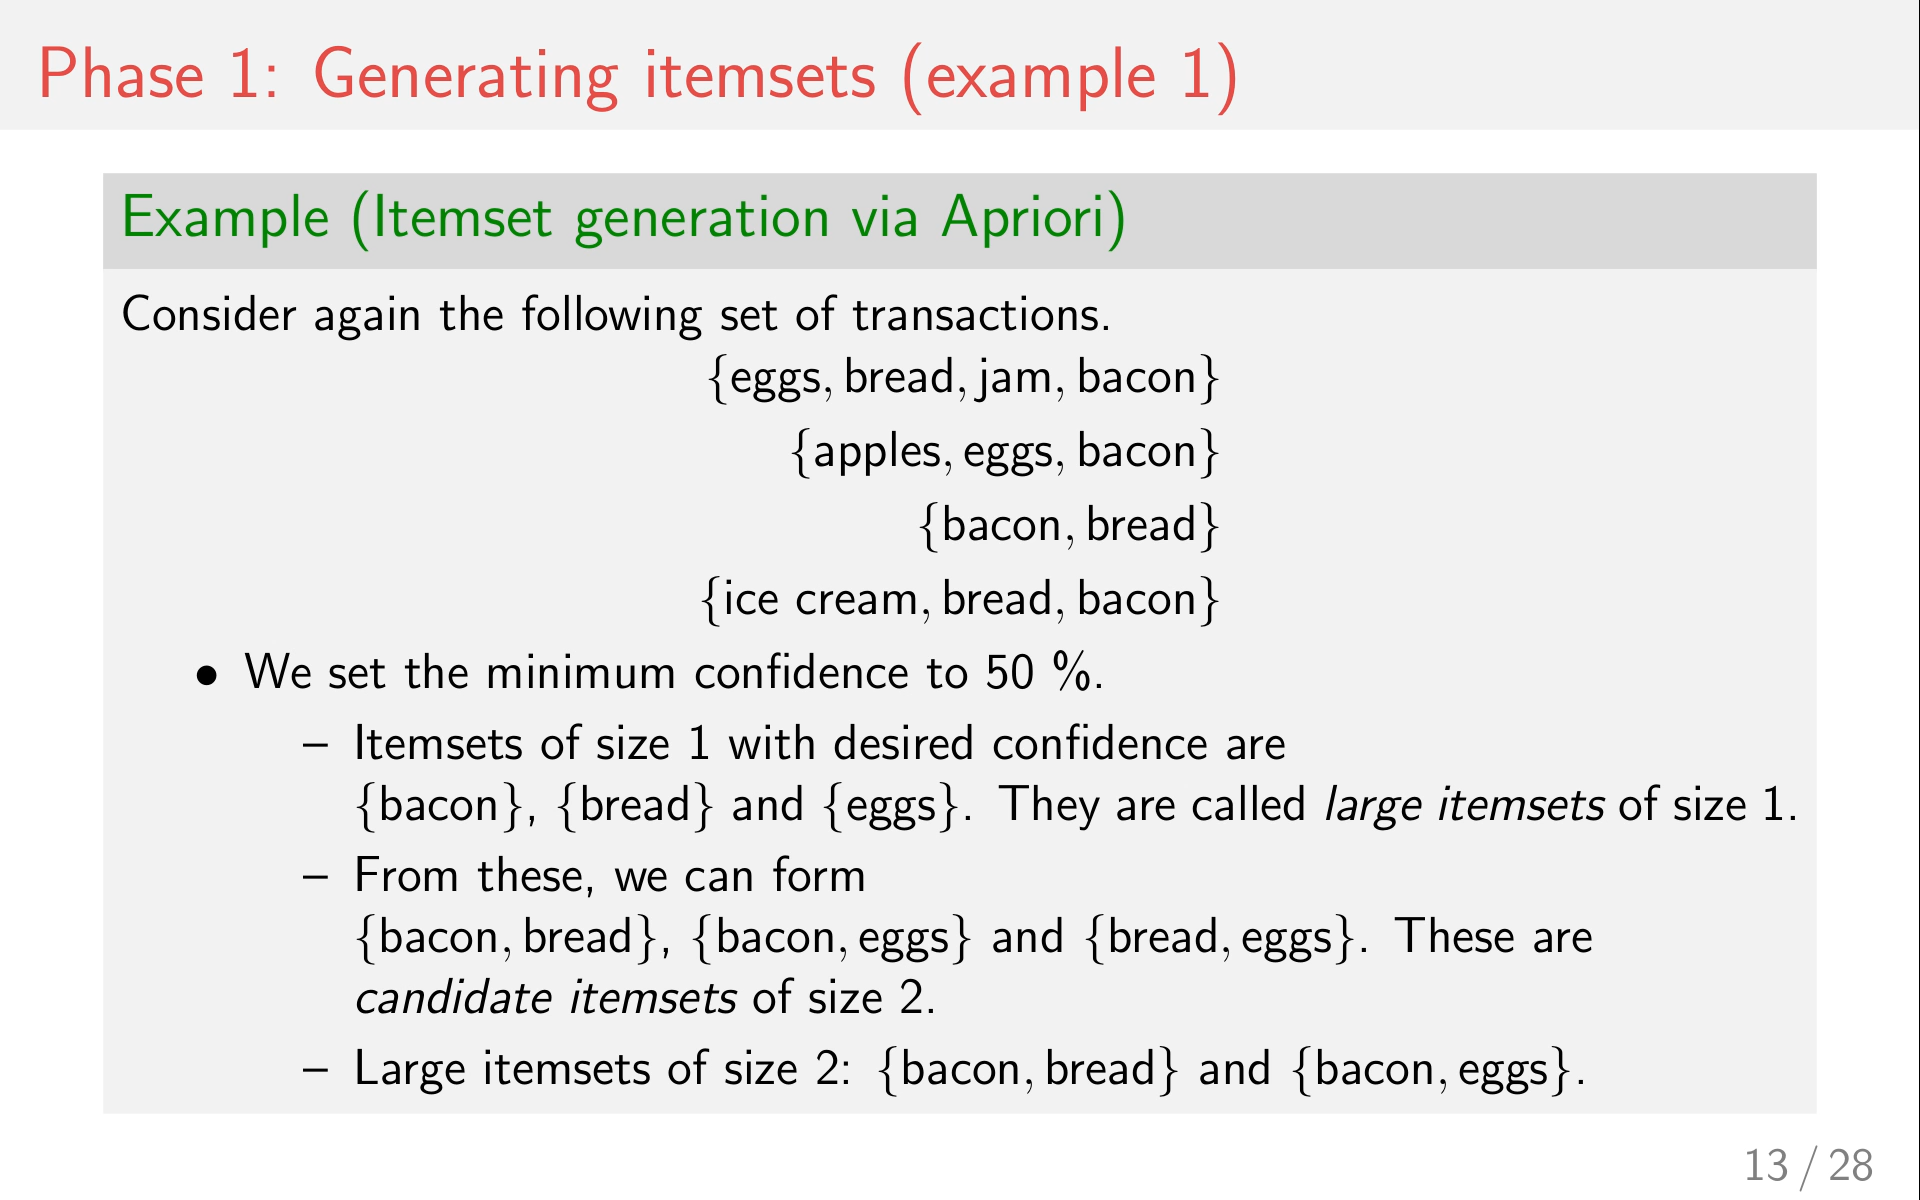 Phase 1: Generating itemsets (example 1)
Example (Itemset generation via Apriori)
Consider again the following set of transactions.
{eggs, bread, jam, bacon}
{apples, eggs, bacon}
{bacon, bread}
{ice cream, bread, bacon}
• We set the minimum confidence to 50 %.
– Itemsets of size 1 with desired confidence are
{bacon}, {bread} and {eggs}. They are called large itemsets of size 1.
– From these, we can form
{bacon, bread}, {bacon, eggs} and {bread, eggs}. These are
candidate itemsets of size 2.
– Large itemsets of size 2: {bacon, bread} and {bacon, eggs}.
13 / 28